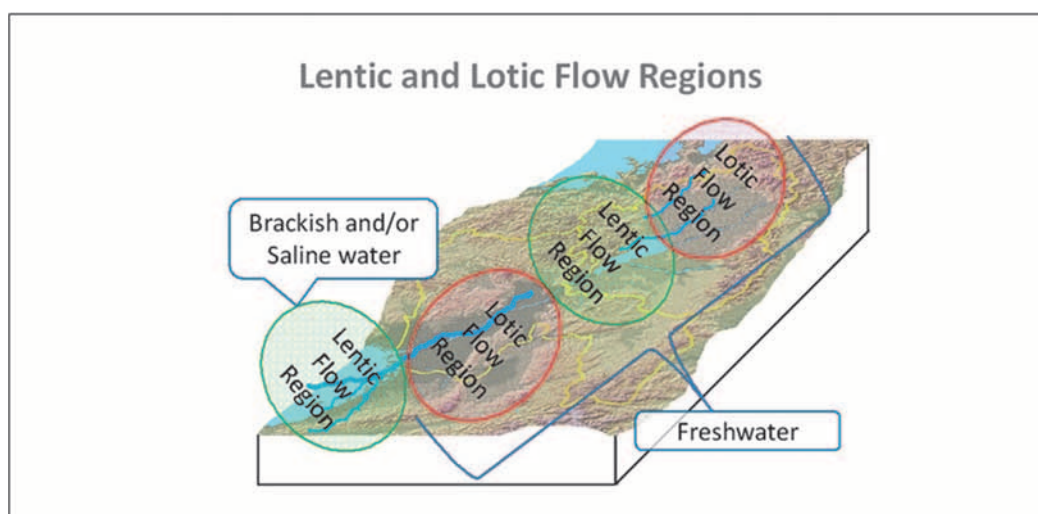 Lentic and Lotic Flow Regions
Lotic
Flow
Region
Lentic
Flow
Region
Brackish and/or
Saline water
Lotic
Flow
Region
Lentic
Flow
Region
Freshwater